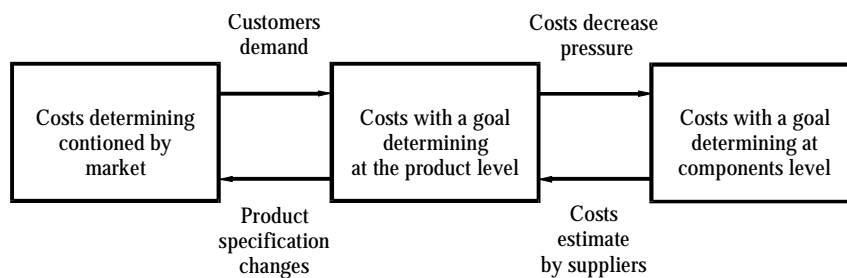 Customers
demand
Costs decrease
pressure
Costs determining
contioned by
market
Costs with a goal
determining
at the product level
Costs with a goal
determining at
components level
Product
specification
changes
Costs
estimate
by suppliers